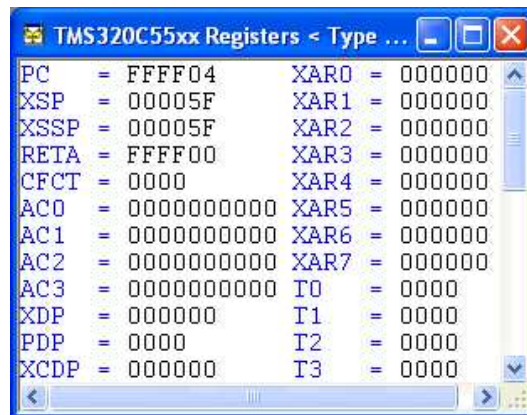 TMS320C55xx Registers < Type ...
PC = FFFF04 XAR0 = 000000
XSP = 00005F XAR1 = 000000
XSSP = 00005F XAR2 = 000000
RETA = FFFF00 XAR3 = 000000
CFCT = 0000 XAR4 = 000000
AC0 = 0000000000 XAR5 = 000000
AC1 = 0000000000 XAR6 = 000000
AC2 = 0000000000 XAR7 = 000000
AC3 = 0000000000 T0 = 0000
XDP = 000000 T1 = 0000
PDP = 0000 T2 = 0000
XCDP = 000000 T3 = 0000